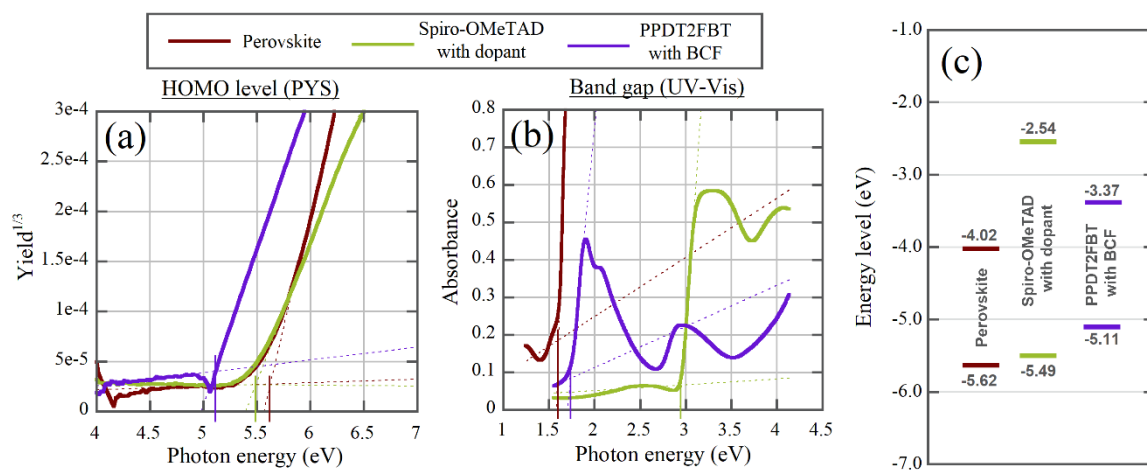 Perovskite
Spiro-OMeTAD
with dopant
PPDT2FBT
with BCF
HOMO level (PYS)
(a)
3e-4
2.5e-4
2e-4
1.5e-4
1e-4
5e-5
0
Yield^1/3
4 4.5 5 5.5 6 6.5 7
Photon energy (eV)
Band gap (UV-Vis)
(b)
0.8
0.7
0.6
0.5
0.4
0.3
0.2
0.1
0
Absorbance
1 1.5 2 2.5 3 3.5 4 4.5
Photon energy (eV)
(c)
-1.0
-2.0
-3.0
-4.0
-5.0
-6.0
-7.0
Energy level (eV)
-4.02
Perovskite
-5.62
-2.54
Spiro-OMeTAD
with dopant
-5.49
-3.37
PPDT2FBT
with BCF
-5.11